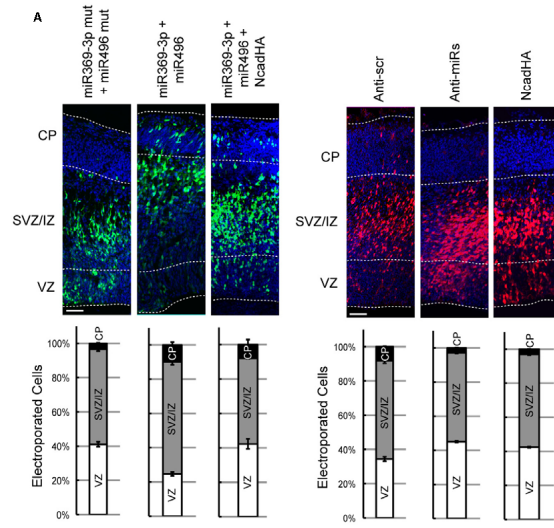 A
miR369-3p mut
+ miR496 mut
miR369-3p +
miR496
miR369-3p +
miR496 +
NcadHA
Anti-scr
Anti-miRs
NcadHA
CP
SVZ/IZ
VZ
CP
SVZ/IZ
VZ
Electroporated Cells
100%
80%
60%
40%
20%
0%
CP
SVZ/IZ
VZ
CP
SVZ/IZ
VZ
CP
SVZ/IZ
VZ
Electroporated Cells
100%
80%
60%
40%
20%
0%
CP
SVZ/IZ
VZ
CP
SVZ/IZ
VZ
CP
SVZ/IZ
VZ